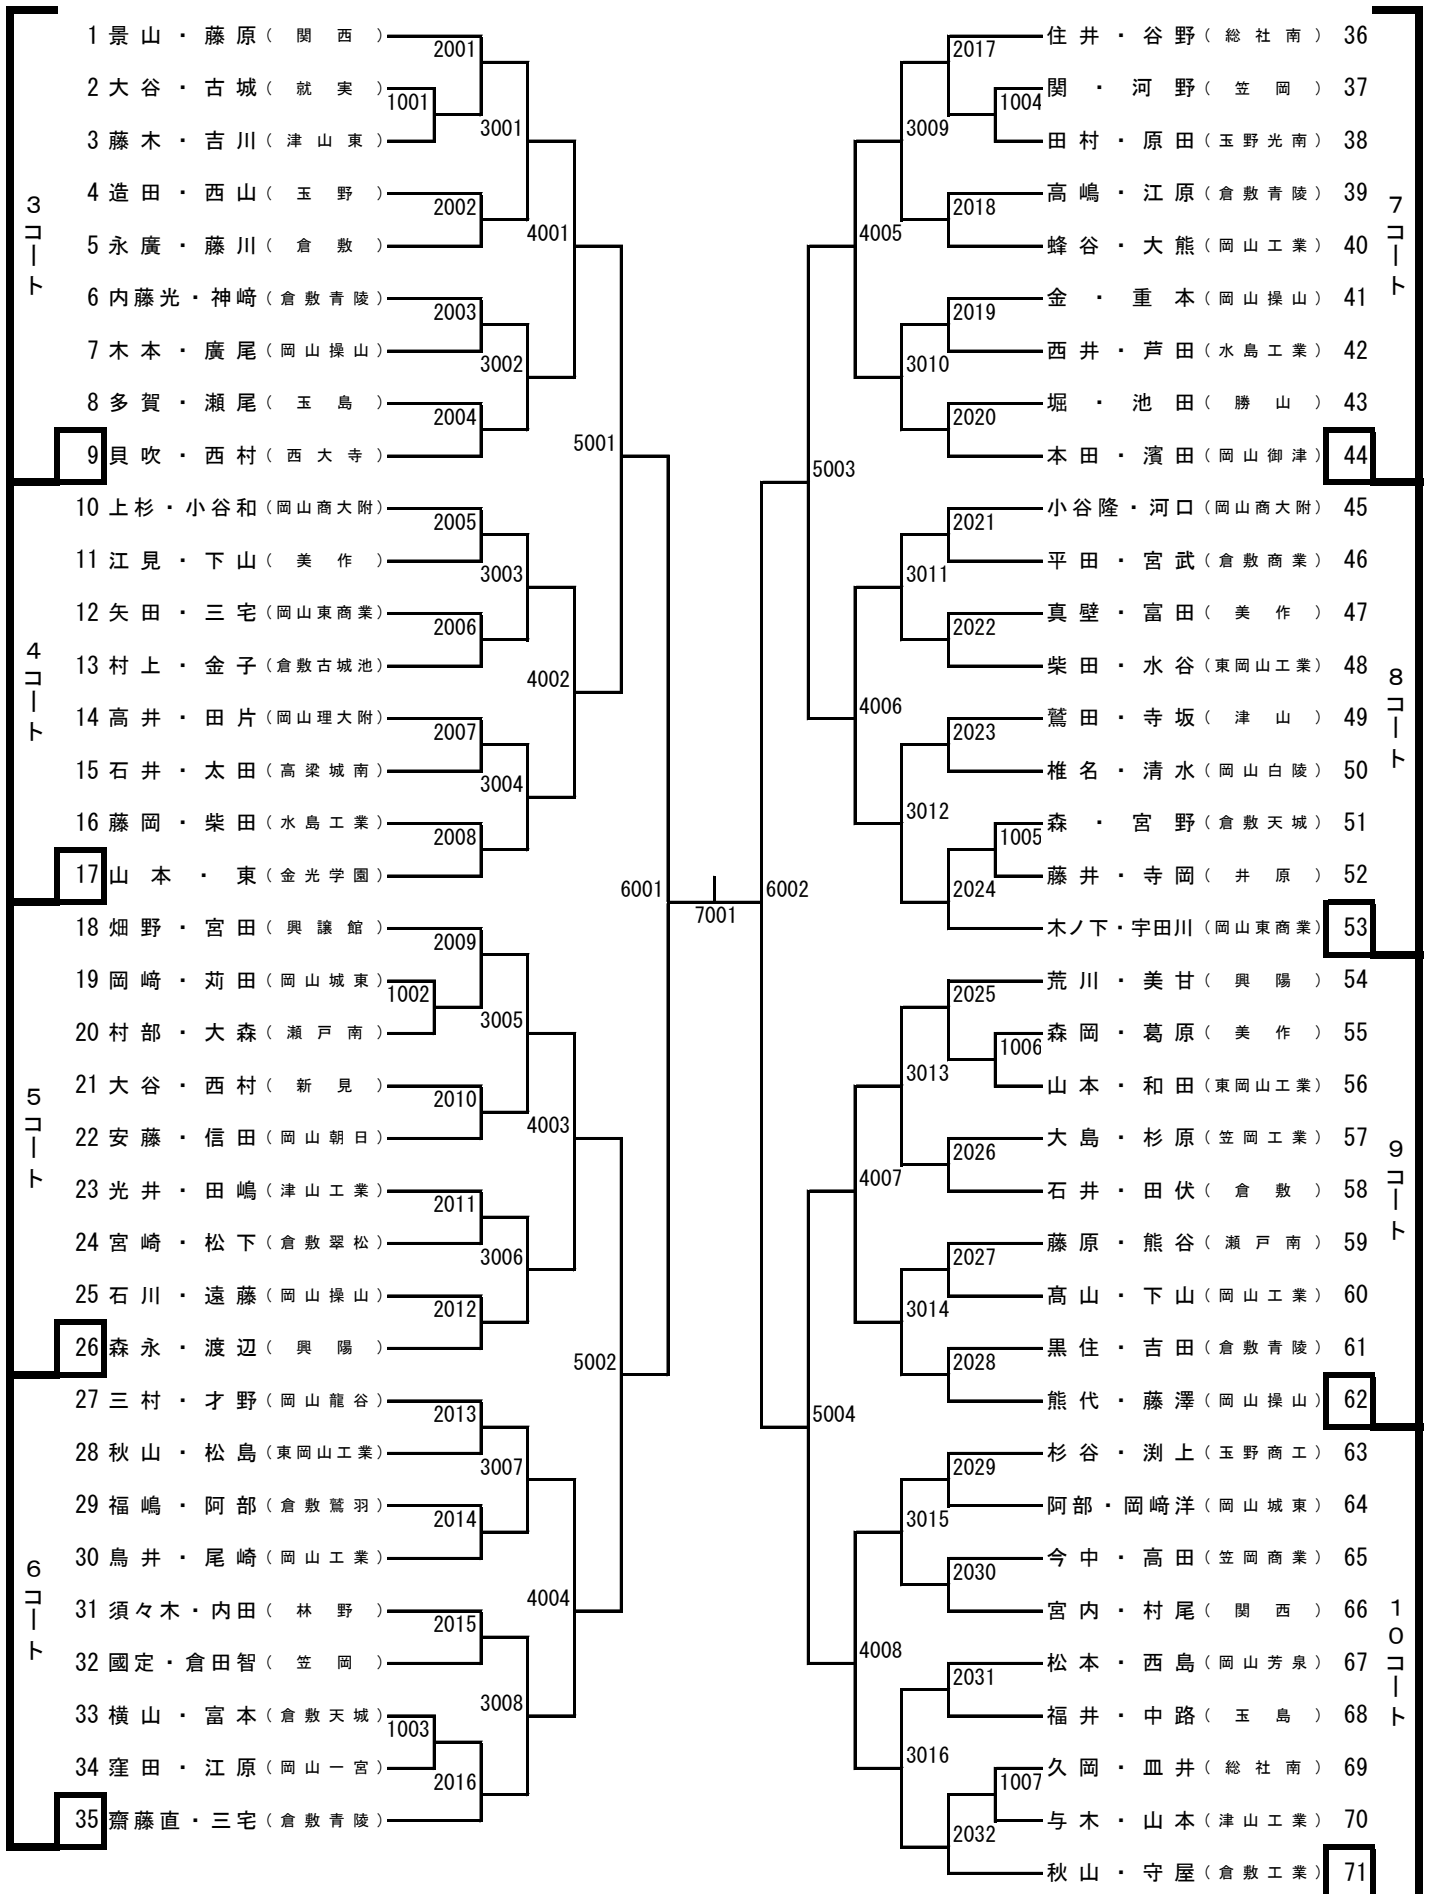 1 景山・藤原（関西）
2001
2 大谷・古城（就実）
1001
3 藤木・吉川（津山東）
3001
4 造田・西山（玉野）
2002
5 永廣・藤川（倉敷）
4001
6 内藤光・神﨑（倉敷青陵）
2003
7 木本・廣尾（岡山操山）
3002
8 多賀・瀬尾（玉島）
2004
9 貝吹・西村（西大寺）
3コート
5001
10 上杉・小谷和（岡山商大附）
2005
11 江見・下山（美作）
3003
12 矢田・三宅（岡山東商業）
2006
13 村上・金子（倉敷古城池）
4002
14 高井・田片（岡山理大附）
2007
15 石井・太田（高梁城南）
3004
16 藤岡・柴田（水島工業）
2008
17 山本・東（金光学園）
4コート
6001
18 畑野・宮田（興譲館）
2009
19 岡﨑・苅田（岡山城東）
1002
20 村部・大森（瀬戸南）
3005
21 大谷・西村（新見）
2010
22 安藤・信田（岡山朝日）
4003
23 光井・田嶋（津山工業）
2011
24 宮崎・松下（倉敷翠松）
3006
25 石川・遠藤（岡山操山）
2012
26 森永・渡辺（興陽）
5コート
5002
27 三村・才野（岡山龍谷）
2013
28 秋山・松島（東岡山工業）
3007
29 福嶋・阿部（倉敷鷲羽）
2014
30 鳥井・尾崎（岡山工業）
4004
31 須々木・内田（林野）
2015
32 國定・倉田智（笠岡）
3008
33 横山・富本（倉敷天城）
1003
34 窪田・江原（岡山一宮）
2016
35 齋藤直・三宅（倉敷青陵）
6コート
7001
住井・谷野（総社南） 36
2017
関・河野（笠岡） 37
1004
田村・原田（玉野光南） 38
3009
高嶋・江原（倉敷青陵） 39
2018
蜂谷・大熊（岡山工業） 40
4005
金・重本（岡山操山） 41
2019
西井・芦田（水島工業） 42
3010
堀・池田（勝山） 43
2020
本田・濱田（岡山御津） 44
7コート
5003
小谷隆・河口（岡山商大附） 45
2021
平田・宮武（倉敷商業） 46
3011
真壁・富田（美作） 47
2022
柴田・水谷（東岡山工業） 48
4006
鷲田・寺坂（津山） 49
2023
椎名・清水（岡山白陵） 50
3012
森・宮野（倉敷天城） 51
1005
藤井・寺岡（井原） 52
2024
木ノ下・宇田川（岡山東商業） 53
8コート
6002
荒川・美甘（興陽） 54
2025
森岡・葛原（美作） 55
1006
山本・和田（東岡山工業） 56
3013
大島・杉原（笠岡工業） 57
2026
石井・田伏（倉敷） 58
4007
藤原・熊谷（瀬戸南） 59
2027
髙山・下山（岡山工業） 60
3014
黒住・吉田（倉敷青陵） 61
2028
熊代・藤澤（岡山操山） 62
9コート
5004
杉谷・渕上（玉野商工） 63
2029
阿部・岡﨑洋（岡山城東） 64
3015
今中・高田（笠岡商業） 65
2030
宮内・村尾（関西） 66
4008
松本・西島（岡山芳泉） 67
2031
福井・中路（玉島） 68
3016
久岡・皿井（総社南） 69
1007
与木・山本（津山工業） 70
2032
秋山・守屋（倉敷工業） 71
10コート